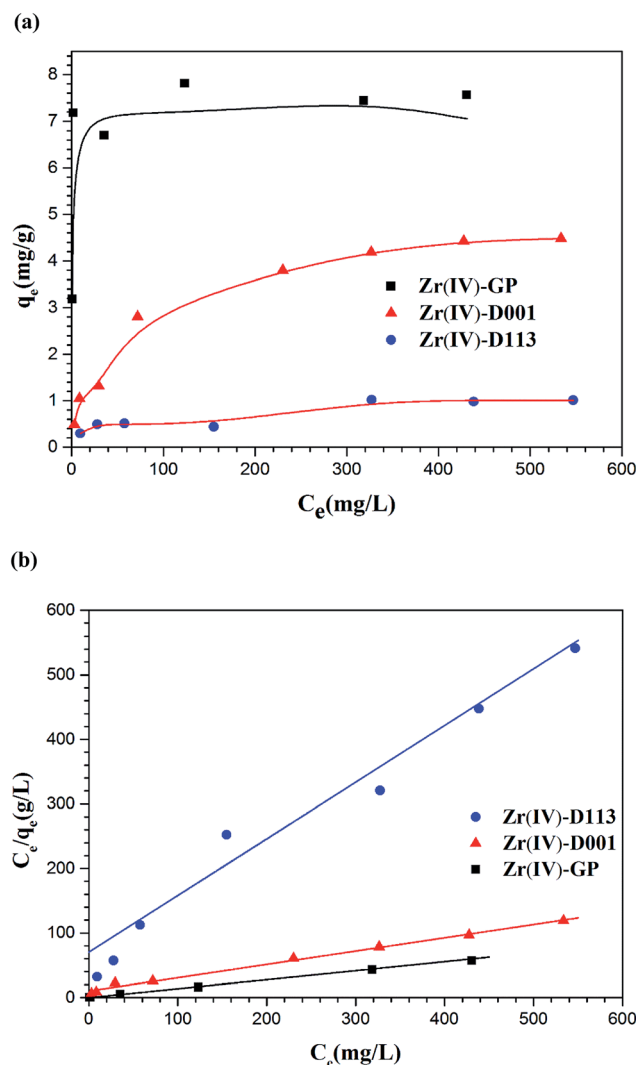 (a)
8
7
6
5
4
3
2
1
0
qe(mg/g)
Zr(IV)-GP
Zr(IV)-D001
Zr(IV)-D113
0 100 200 300 400 500 600
Ce(mg/L)
(b)
600
500
400
300
200
100
0
Ce/qe(g/L)
Zr(IV)-D113
Zr(IV)-D001
Zr(IV)-GP
0 100 200 300 400 500 600
Ce(mg/L)